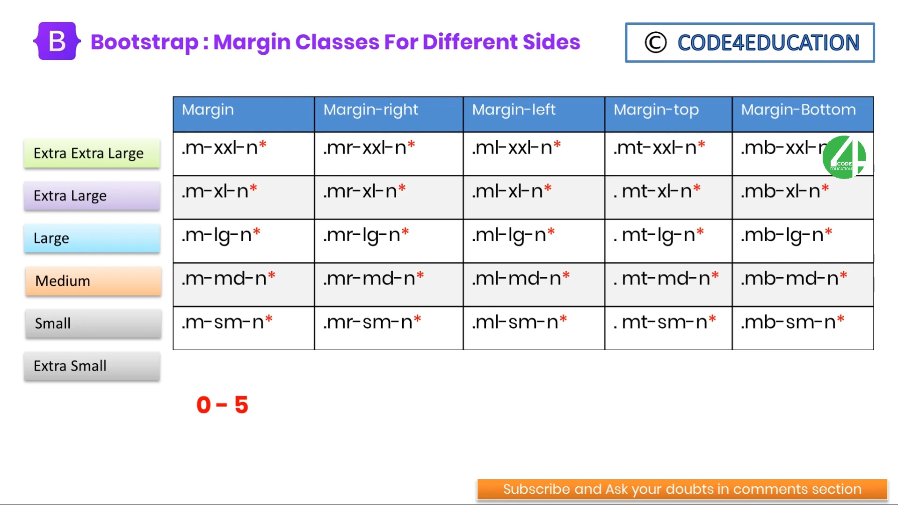 B Bootstrap : Margin Classes For Different Sides
© CODE4EDUCATION
Margin Margin-right Margin-left Margin-top Margin-Bottom
Extra Extra Large .m-xxl-n* .mr-xxl-n* .ml-xxl-n* .mt-xxl-n* .mb-xxl-n
4 CODE EDUCATION
Extra Large .m-xl-n* .mr-xl-n* .ml-xl-n* . mt-xl-n* .mb-xl-n*
Large .m-lg-n* .mr-lg-n* .ml-lg-n* . mt-lg-n* .mb-lg-n*
Medium .m-md-n* .mr-md-n* .ml-md-n* . mt-md-n* .mb-md-n*
Small .m-sm-n* .mr-sm-n* .ml-sm-n* . mt-sm-n* .mb-sm-n*
Extra Small
0 - 5
Subscribe and Ask your doubts in comments section